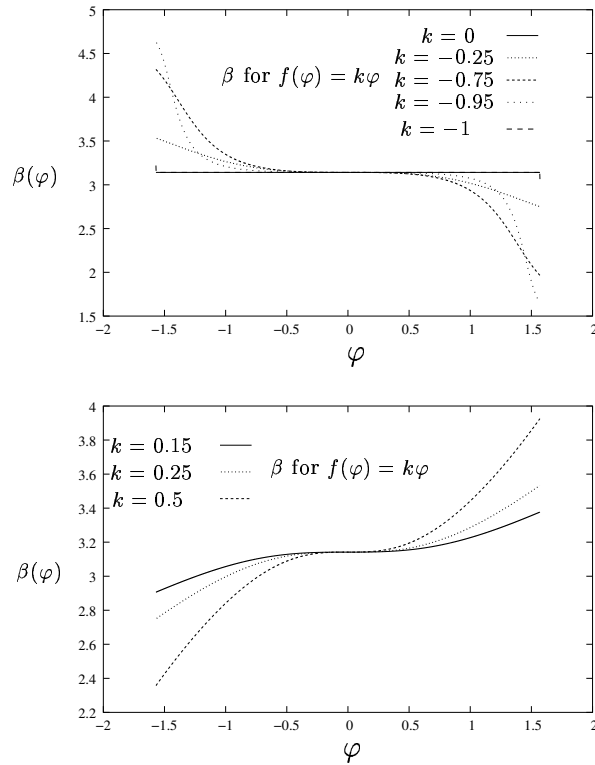 5
4.5
4
3.5
3
2.5
2
1.5
β(φ)
k = 0
k = −0.25
β for f(φ) = kφ k = −0.75
k = −0.95
k = −1
−2 −1.5 −1 −0.5 0 0.5 1 1.5 2
φ
4
3.8
3.6
3.4
3.2
3
2.8
2.6
2.4
2.2
β(φ)
k = 0.15
k = 0.25 β for f(φ) = kφ
k = 0.5
−2 −1.5 −1 −0.5 0 0.5 1 1.5 2
φ